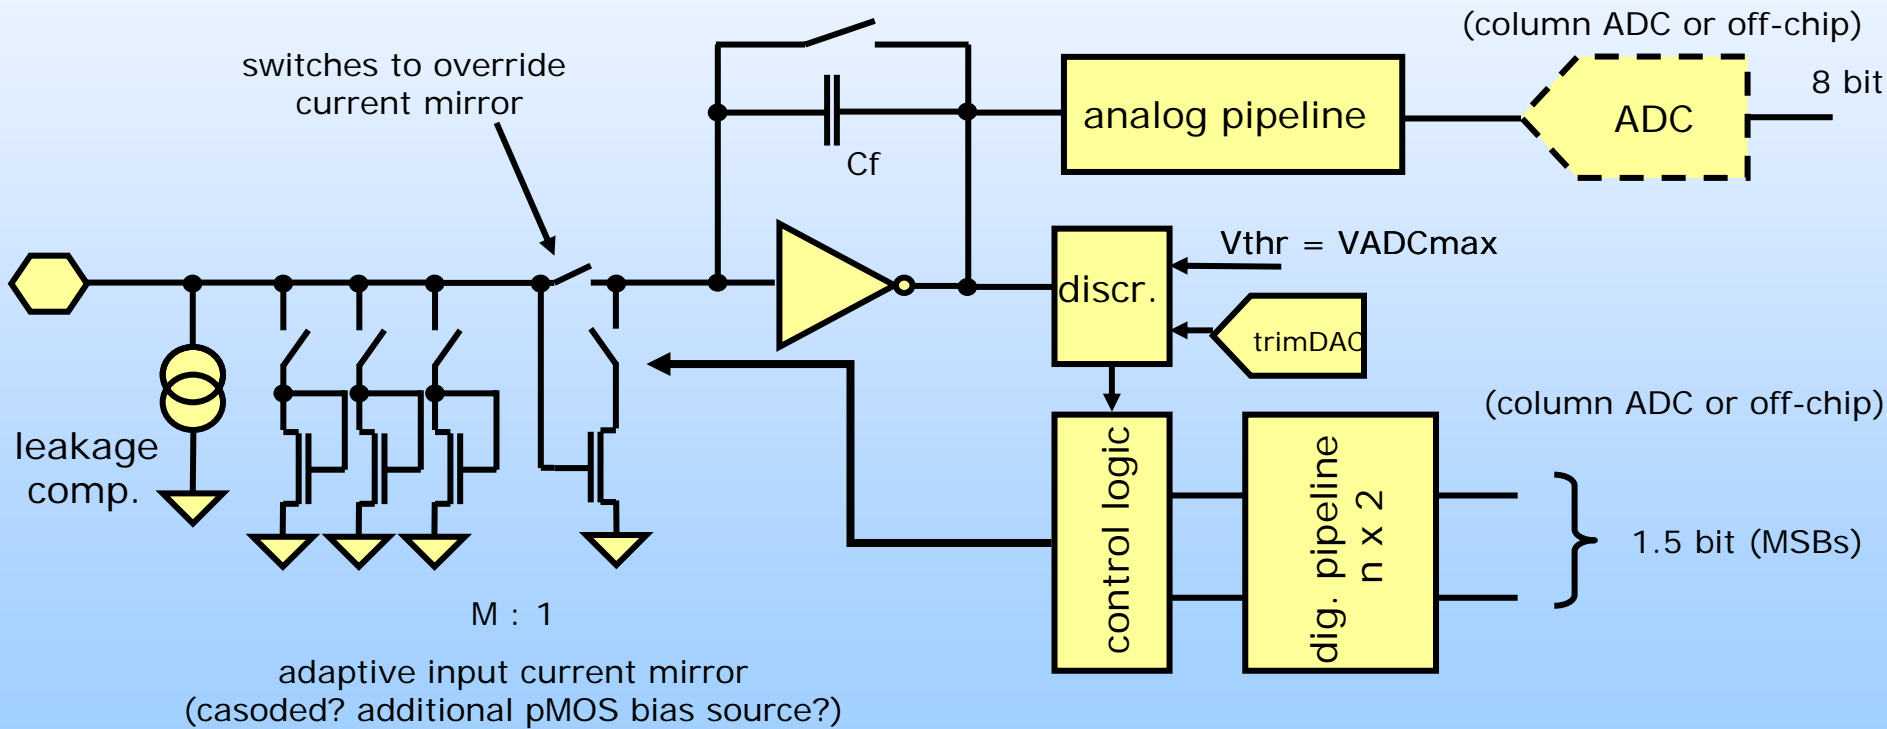 (column ADC or off-chip)
switches to override
current mirror
8 bit
analog pipeline
ADC
Cf
Vthr = VADCmax
discr.
trimDAC
(column ADC or off-chip)
leakage
comp.
control logic
dig. pipeline
n x 2
1.5 bit (MSBs)
M : 1
adaptive input current mirror
(casoded? additional pMOS bias source?)